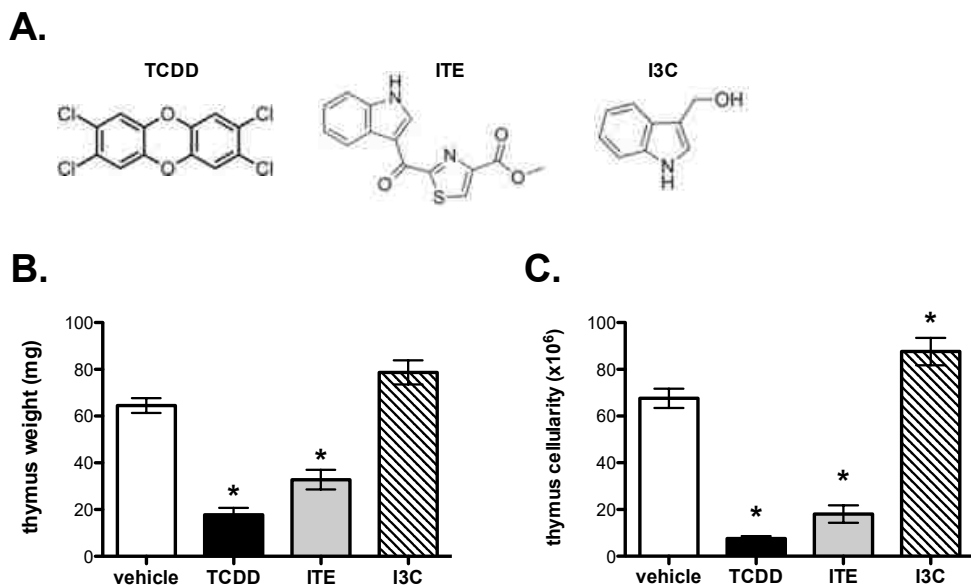 A.
TCDD ITE I3C
Cl O Cl
Cl O Cl
H
N
O S N O O
OH
N
H
B. C.
thymus weight (mg)
100
80
60
40
20
0
* *
vehicle TCDD ITE I3C
thymus cellularity (x10⁶)
100
80
60
40
20
0
* * *
vehicle TCDD ITE I3C